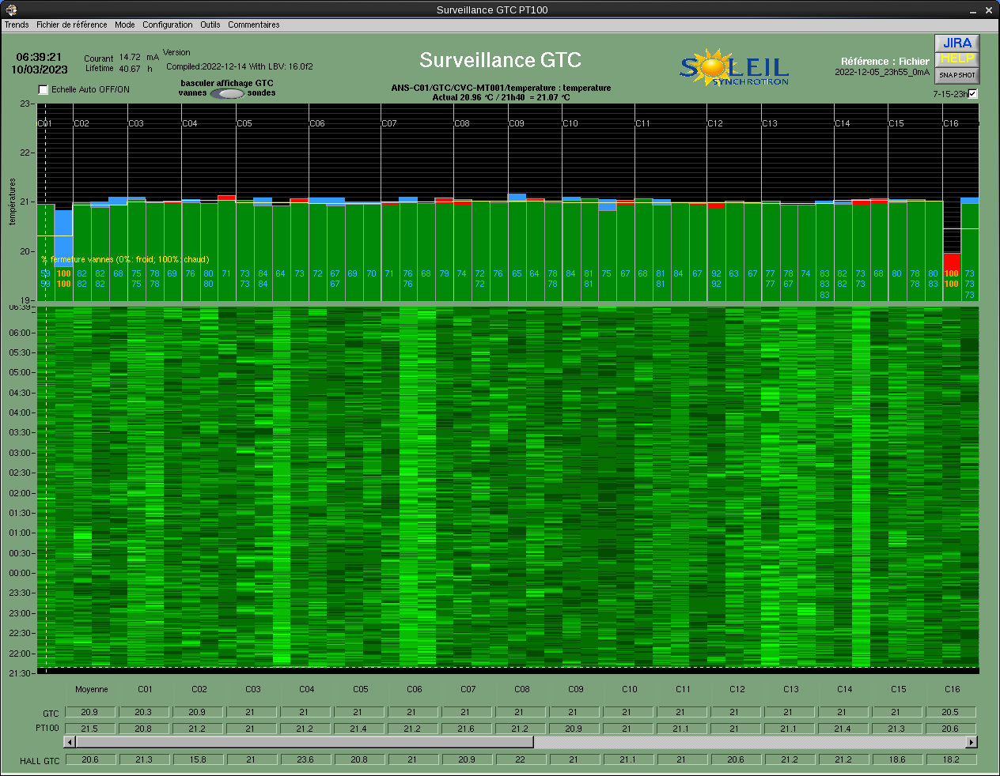 Surveillance GTC PT100
Trends Fichier de référence Mode Configuration Outils Commentaires
06:39:21
10/03/2023
Courant 14.72 mA
Lifetime 40.67 h
Version
Compiled:2022-12-14 With LBV: 16.0f2
Echelle Auto OFF/ON
basculer affichage GTC
vannes sondes
Surveillance GTC
ANS-C01/GTC/CVC-MT001/temperature : temperature
Actual 20.96 °C / 21h40 = 21.07 °C
SOLEIL
SYNCHROTRON
Référence : Fichier
2022-12-05_23h55_0mA
JIRA
HELP
SNAPSHOT
7-15-23h
températures
23
22
21
20
19
C01 C02 C03 C04 C05 C06 C07 C08 C09 C10 C11 C12 C13 C14 C15 C16
% fermeture vannes (0% : froid; 100% : chaud)
59 100 82 82 68 75 78 69 76 80 71 73 84 64 73 72 67 69 70 71 76 68 79 74 72 76 65 64 78 84 81 75 67 68 81 84 67 92 63 67 77 78 74 83 82 73 68 80 78 80 100 73
59 100 82 82 75 78 80 73 84 67 76 72 78 81 81 92 77 67 83 82 73 78 83 100 73
83 73
06:39
06:00
05:30
05:00
04:30
04:00
03:30
03:00
02:30
02:00
01:30
01:00
00:30
00:00
23:30
23:00
22:30
22:00
21:30
Moyenne C01 C02 C03 C04 C05 C06 C07 C08 C09 C10 C11 C12 C13 C14 C15 C16
GTC 20.9 20.3 20.9 21 21 21 21 21 21 21 21 21 21 21 21 21 20.5
PT100 21.5 20.8 21.2 21 21.2 21.4 21.2 21.6 21.2 20.9 21 21.1 21 21.1 21.4 21.3 20.6
HALL GTC 20.6 21.3 15.8 21 23.6 20.8 21 20.9 22 21 21.1 21 20.6 21.2 21.2 18.6 18.2